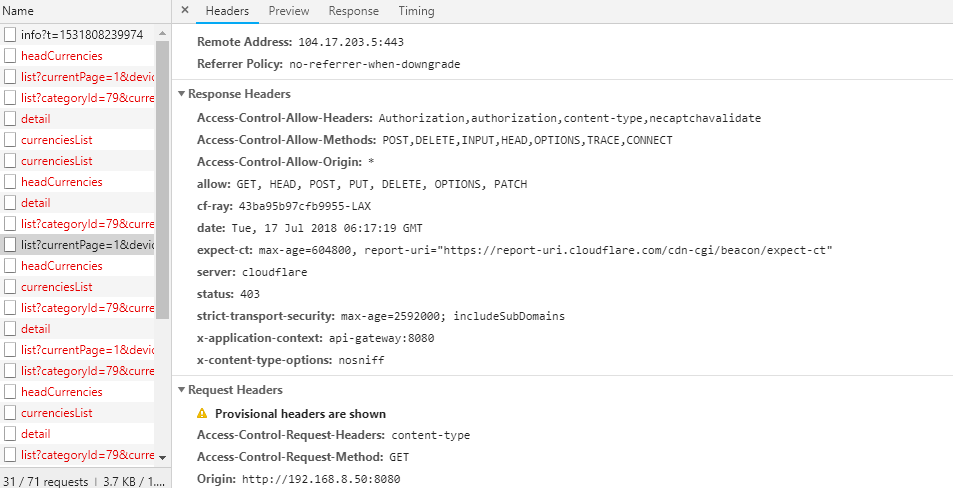 Name
info?t=1531808239974
headCurrencies
list?currentPage=1&devic
list?categoryId=79&curre
detail
currenciesList
currenciesList
headCurrencies
detail
list?categoryId=79&curre
list?currentPage=1&devic
headCurrencies
currenciesList
list?categoryId=79&curre
detail
list?currentPage=1&devic
list?categoryId=79&curre
headCurrencies
currenciesList
detail
list?categoryId=79&curre
31 / 71 requests | 3.7 KB / 1....
× Headers Preview Response Timing
Remote Address: 104.17.203.5:443
Referrer Policy: no-referrer-when-downgrade
Response Headers
Access-Control-Allow-Headers: Authorization,authorization,content-type,necaptchavalidate
Access-Control-Allow-Methods: POST,DELETE,INPUT,HEAD,OPTIONS,TRACE,CONNECT
Access-Control-Allow-Origin: *
allow: GET, HEAD, POST, PUT, DELETE, OPTIONS, PATCH
cf-ray: 43ba95b97cfb9955-LAX
date: Tue, 17 Jul 2018 06:17:19 GMT
expect-ct: max-age=604800, report-uri="https://report-uri.cloudflare.com/cdn-cgi/beacon/expect-ct"
server: cloudflare
status: 403
strict-transport-security: max-age=2592000; includeSubDomains
x-application-context: api-gateway:8080
x-content-type-options: nosniff
Request Headers
Provisional headers are shown
Access-Control-Request-Headers: content-type
Access-Control-Request-Method: GET
Origin: http://192.168.8.50:8080